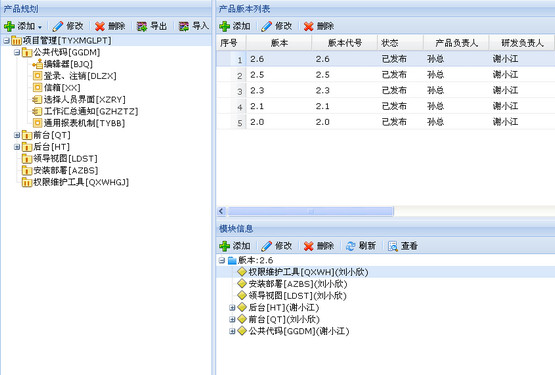 产品规划
添加 修改 删除 导出 导入
项目管理[TYXMGLPT]
公共代码[GGDM]
编辑器[BJQ]
登录、注销[DLZX]
信箱[XX]
选择人员界面[XZRY]
工作汇总通知[GZHZTZ]
通用报表机制[TYBB]
前台[QT]
后台[HT]
领导视图[LDST]
安装部署[AZBS]
权限维护工具[QXWHGJ]
产品版本列表
添加 修改 删除
序号 版本 版本代号 状态 产品负责人 研发负责人
1 2.6 2.6 已发布 孙总 谢小江
2 2.5 2.5 已发布 孙总 谢小江
3 2.3 2.3 已发布 孙总 谢小江
4 2.1 2.1 已发布 孙总 谢小江
5 2.0 2.0 已发布 孙总 谢小江
模块信息
添加 修改 删除 刷新 查看
版本:2.6
权限维护工具[QXWH](刘小欣)
安装部署[AZBS](刘小欣)
领导视图[LDST](刘小欣)
后台[HT](谢小江)
前台[QT](刘小欣)
公共代码[GGDM](谢小江)